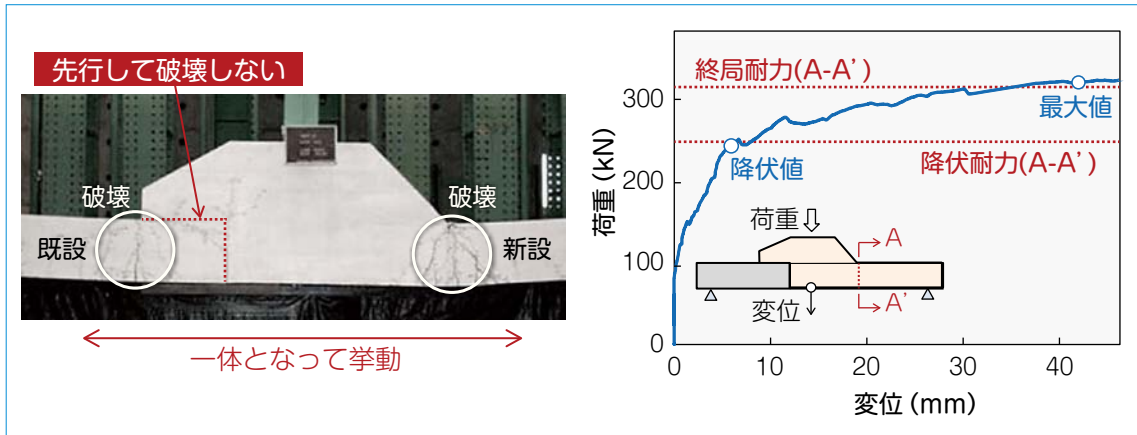 先行して破壊しない
破壊
破壊
既設
新設
一体となって挙動
荷重 (kN)
300
200
100
0
0
10
20
30
40
変位 (mm)
終局耐力(A-A’)
最大値
降伏値
降伏耐力(A-A’)
荷重
A
A’
変位